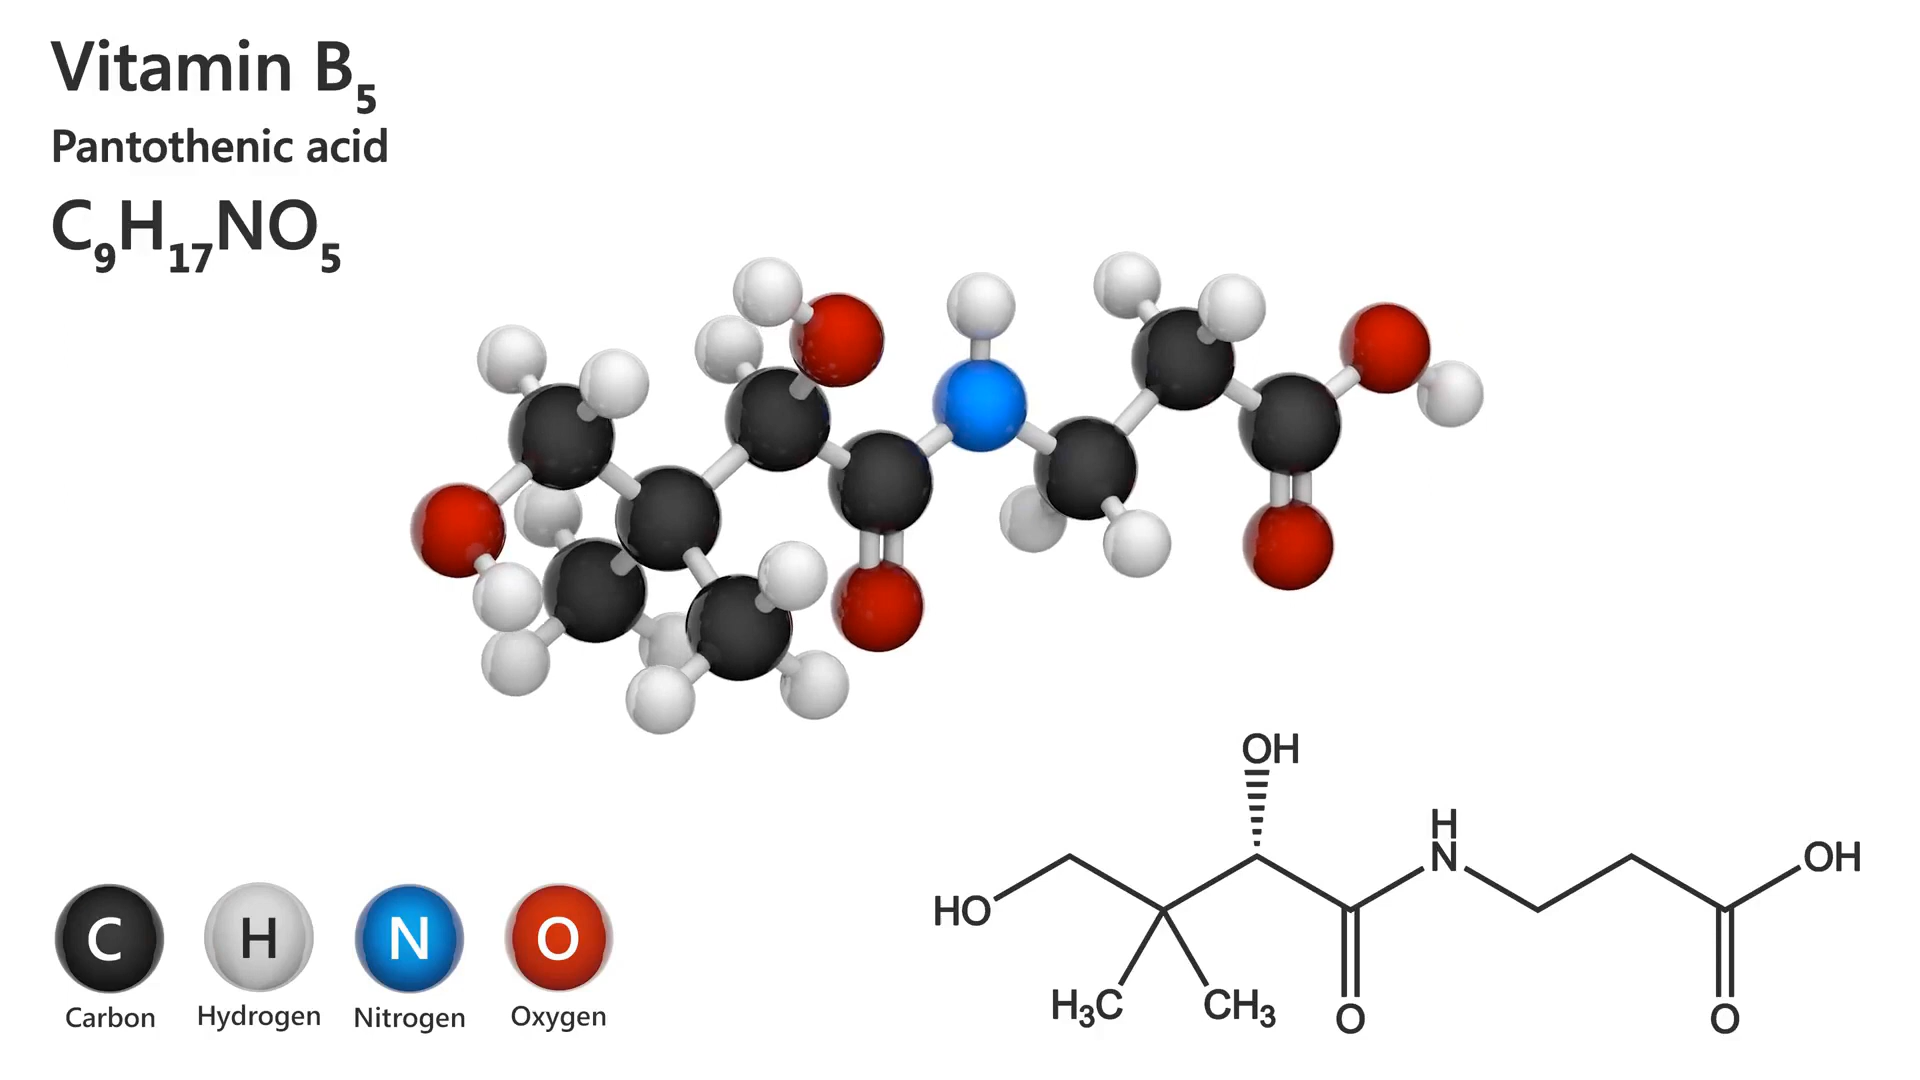 Vitamin B₅
Pantothenic acid
C₉H₁₇NO₅
OH
H
N
OH
HO
H₃C
CH₃
O
O
C
H
N
O
Carbon
Hydrogen
Nitrogen
Oxygen